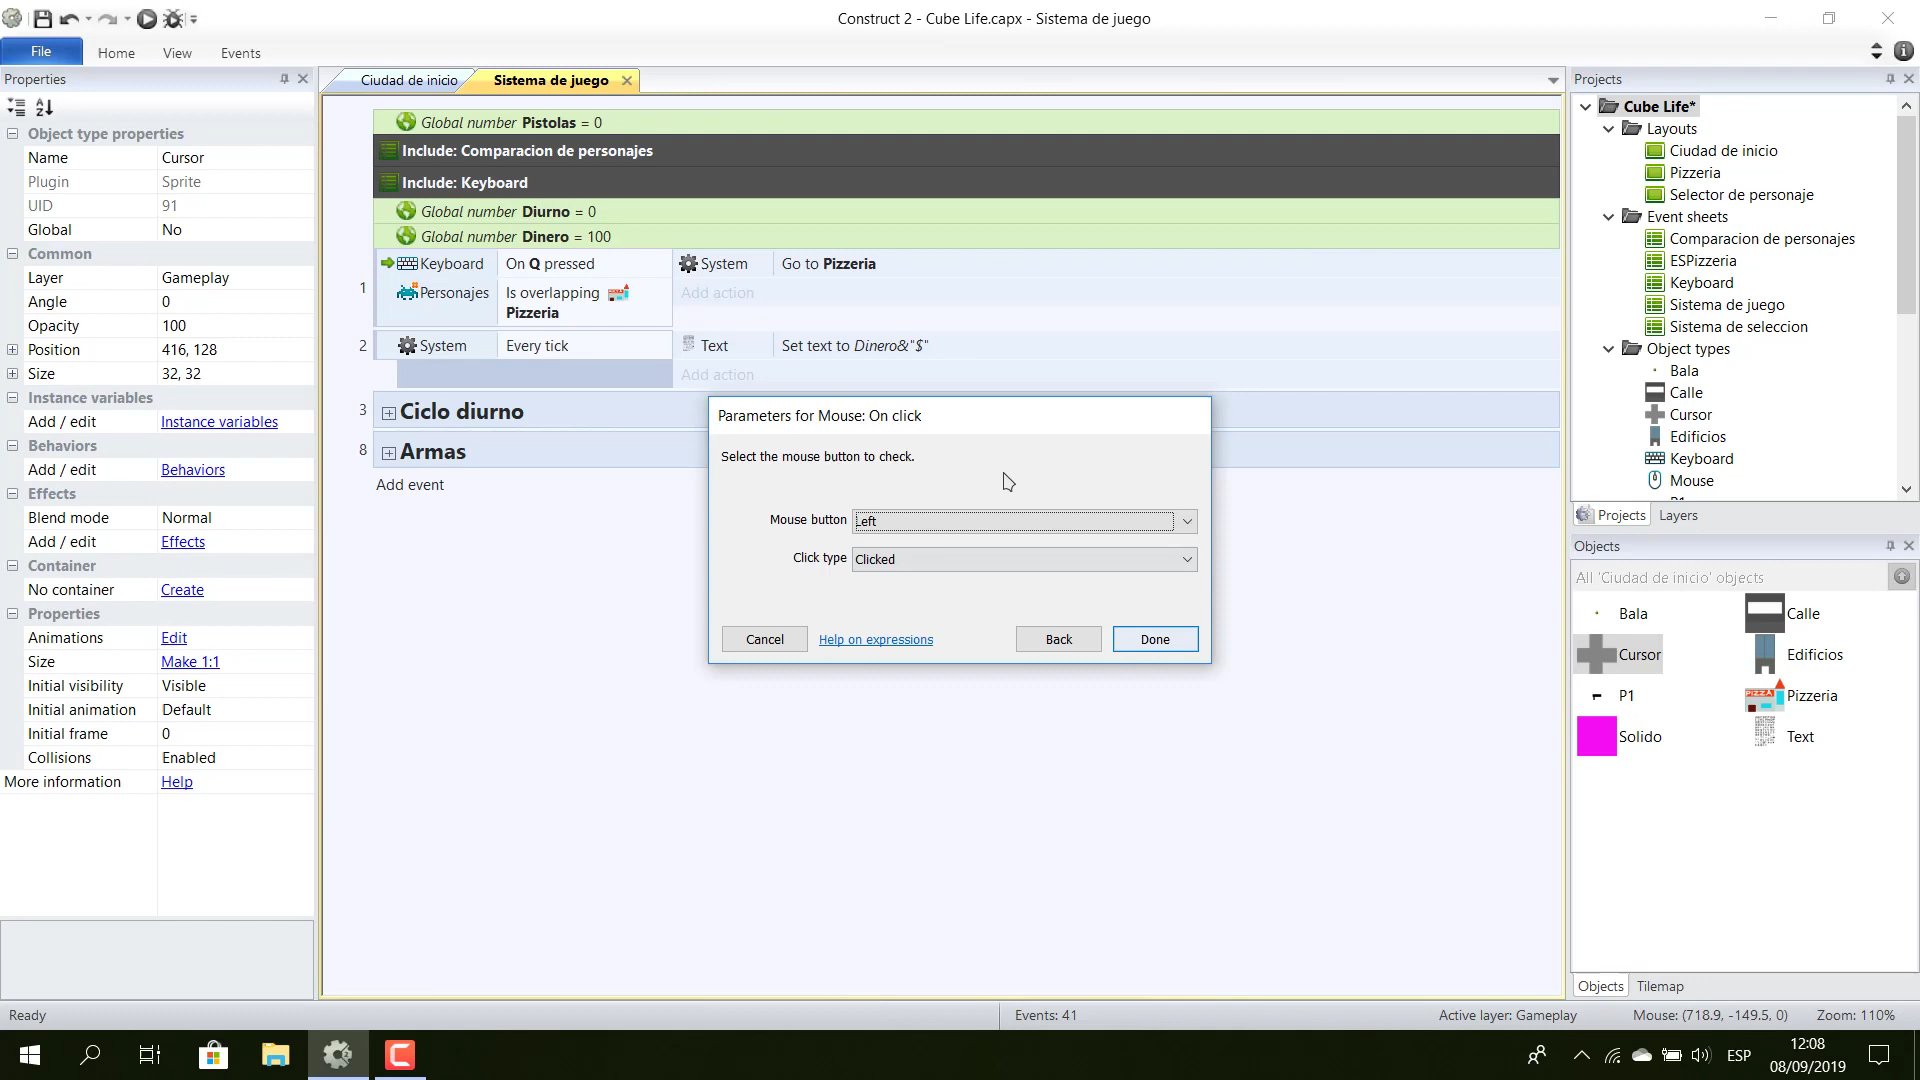 Construct 2 - Cube Life.capx - Sistema de juego
File Home View Events
Properties
Object type properties
Name Cursor
Plugin Sprite
UID 91
Global No
Common
Layer Gameplay
Angle 0
Opacity 100
Position 416, 128
Size 32, 32
Instance variables
Add / edit Instance variables
Behaviors
Add / edit Behaviors
Effects
Blend mode Normal
Add / edit Effects
Container
No container Create
Properties
Animations Edit
Size Make 1:1
Initial visibility Visible
Initial animation Default
Initial frame 0
Collisions Enabled
More information Help
Ciudad de inicio Sistema de juego
Global number Pistolas = 0
Include: Comparacion de personajes
Include: Keyboard
Global number Diurno = 0
Global number Dinero = 100
1 Keyboard On Q pressed System Go to Pizzeria
Personajes Is overlapping Pizzeria Add action
2 System Every tick Text Set text to Dinero&"$"
Add action
3 Ciclo diurno
8 Armas
Add event
Parameters for Mouse: On click
Select the mouse button to check.
Mouse button Left
Click type Clicked
Cancel Help on expressions Back Done
Projects
Cube Life*
Layouts
Ciudad de inicio
Pizzeria
Selector de personaje
Event sheets
Comparacion de personajes
ESPizzeria
Keyboard
Sistema de juego
Sistema de seleccion
Object types
Bala
Calle
Cursor
Edificios
Keyboard
Mouse
Projects Layers
Objects
All 'Ciudad de inicio' objects
Bala Calle
Cursor Edificios
P1 PIZZA Pizzeria
Solido Text
Objects Tilemap
Ready Events: 41 Active layer: Gameplay Mouse: (718.9, -149.5, 0) Zoom: 110%
ESP 12:08
08/09/2019